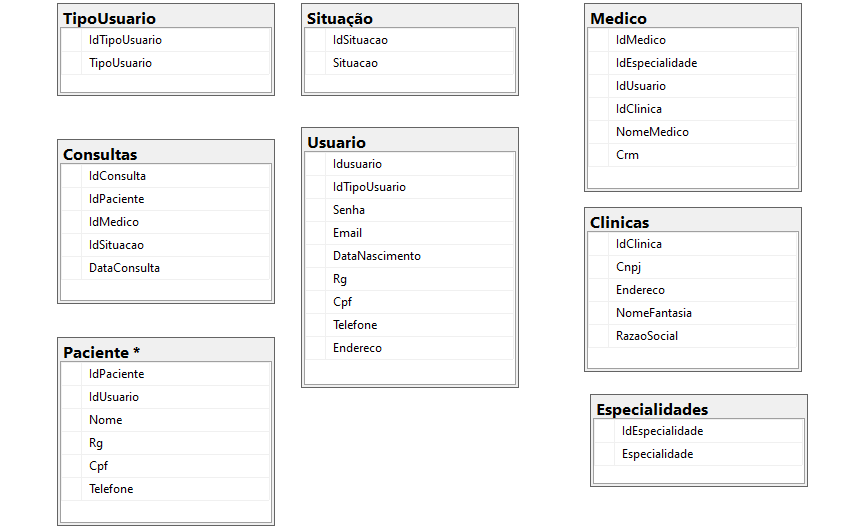 TipoUsuario
IdTipoUsuario
TipoUsuario
Situação
IdSituacao
Situacao
Medico
IdMedico
IdEspecialidade
IdUsuario
IdClinica
NomeMedico
Crm
Consultas
IdConsulta
IdPaciente
IdMedico
IdSituacao
DataConsulta
Usuario
Idusuario
IdTipoUsuario
Senha
Email
DataNascimento
Rg
Cpf
Telefone
Endereco
Clinicas
IdClinica
Cnpj
Endereco
NomeFantasia
RazaoSocial
Paciente *
IdPaciente
IdUsuario
Nome
Rg
Cpf
Telefone
Especialidades
IdEspecialidade
Especialidade